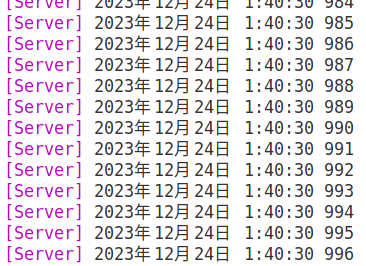 [Server] 2023年12月24日 1:40:30 984
[Server] 2023年12月24日 1:40:30 985
[Server] 2023年12月24日 1:40:30 986
[Server] 2023年12月24日 1:40:30 987
[Server] 2023年12月24日 1:40:30 988
[Server] 2023年12月24日 1:40:30 989
[Server] 2023年12月24日 1:40:30 990
[Server] 2023年12月24日 1:40:30 991
[Server] 2023年12月24日 1:40:30 992
[Server] 2023年12月24日 1:40:30 993
[Server] 2023年12月24日 1:40:30 994
[Server] 2023年12月24日 1:40:30 995
[Server] 2023年12月24日 1:40:30 996